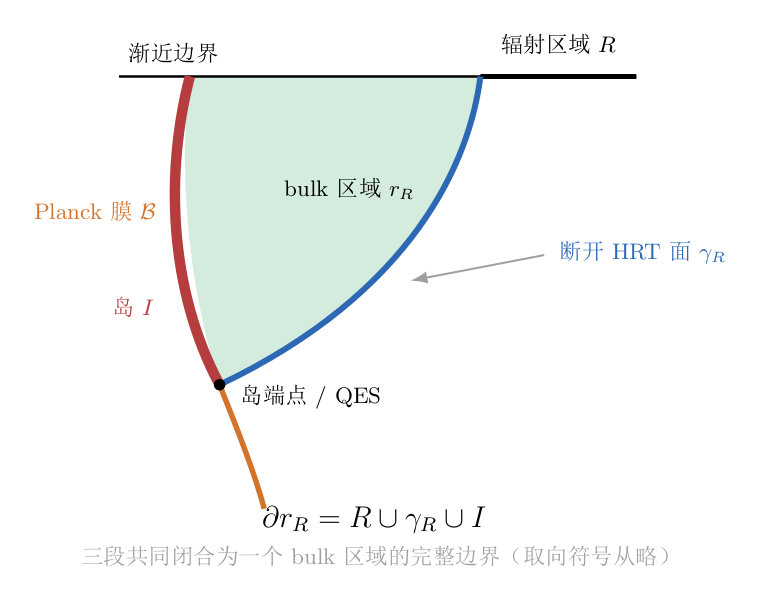 渐近边界
辐射区域 R
bulk 区域 r_R
Planck 膜 ℬ
断开 HRT 面 γ_R
岛 I
岛端点 / QES
∂r_R = R ∪ γ_R ∪ I
三段共同闭合为一个 bulk 区域的完整边界（取向符号从略）